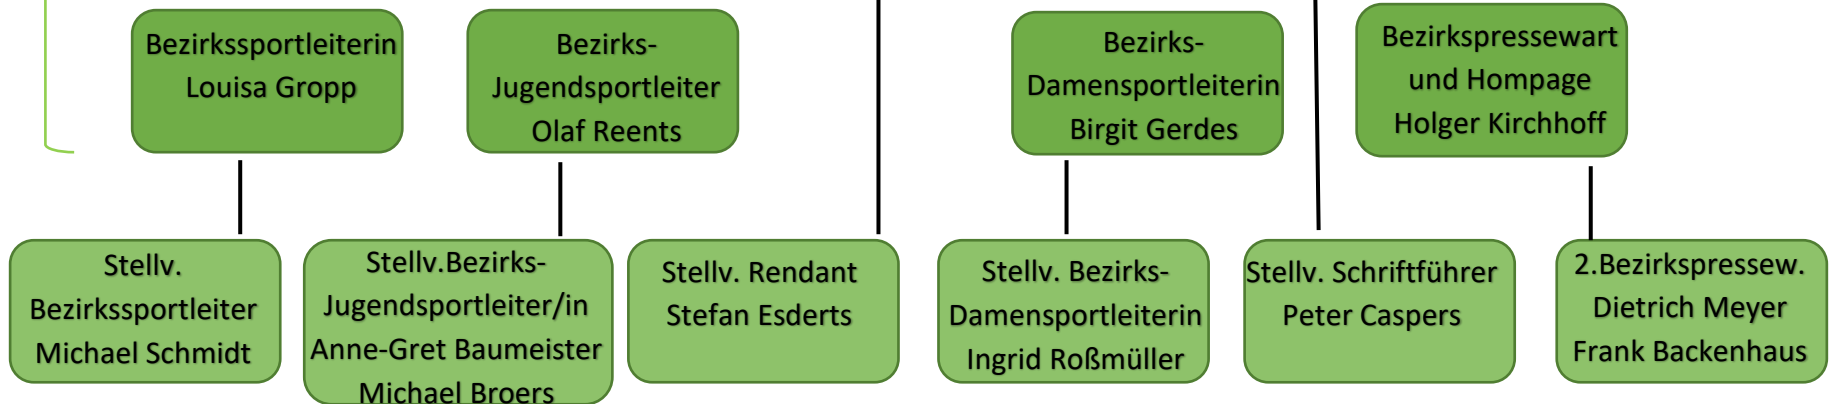 Bezirkssportleiterin
Louisa Gropp
Bezirks-
Jugendsportleiter
Olaf Reents
Bezirks-
Damensportleiterin
Birgit Gerdes
Bezirkspressewart
und Hompage
Holger Kirchhoff
Stellv.
Bezirkssportleiter
Michael Schmidt
Stellv.Bezirks-
Jugendsportleiter/in
Anne-Gret Baumeister
Michael Broers
Stellv. Rendant
Stefan Esderts
Stellv. Bezirks-
Damensportleiterin
Ingrid Roßmüller
Stellv. Schriftführer
Peter Caspers
2.Bezirkspressew.
Dietrich Meyer
Frank Backenhaus